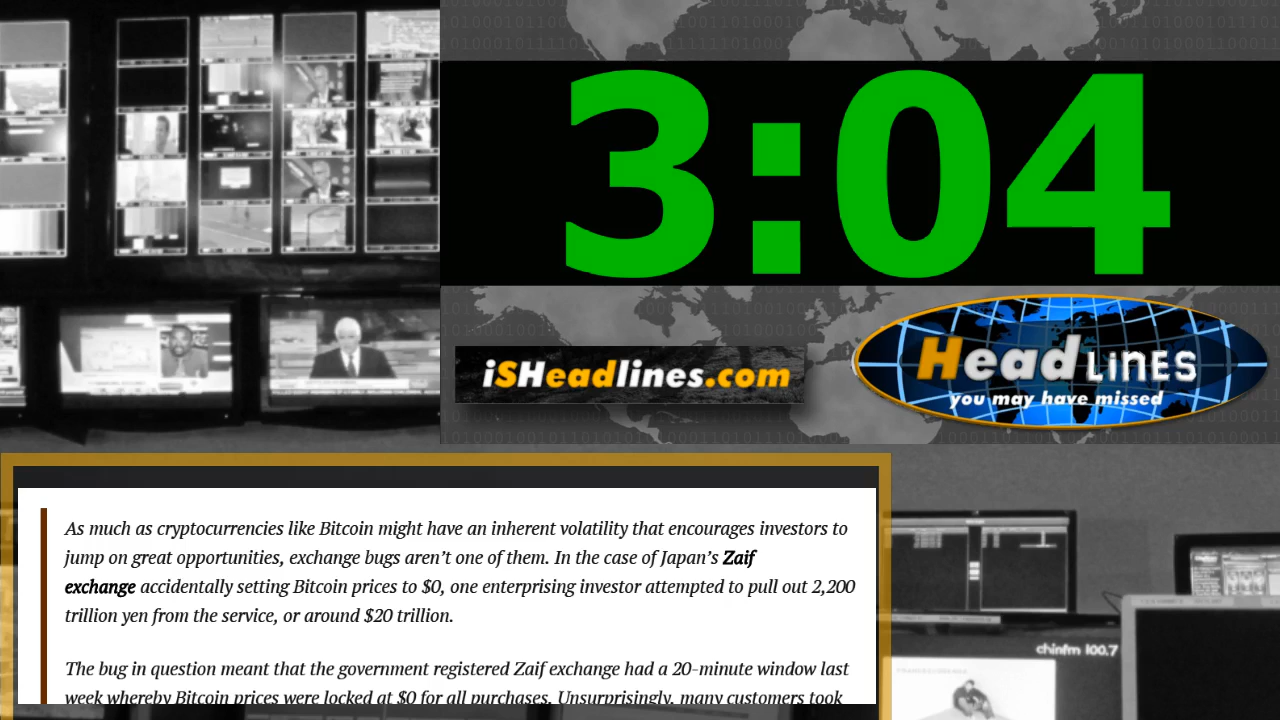 3:04
iSHeadlines.com
HeadLINES
you may have missed
As much as cryptocurrencies like Bitcoin might have an inherent volatility that encourages investors to
jump on great opportunities, exchange bugs aren’t one of them. In the case of Japan’s Zaif
exchange accidentally setting Bitcoin prices to $0, one enterprising investor attempted to pull out 2,200
trillion yen from the service, or around $20 trillion.
The bug in question meant that the government registered Zaif exchange had a 20-minute window last
week whereby Bitcoin prices were locked at $0 for all purchases. Unsurprisingly, many customers took
chinfm 100.7